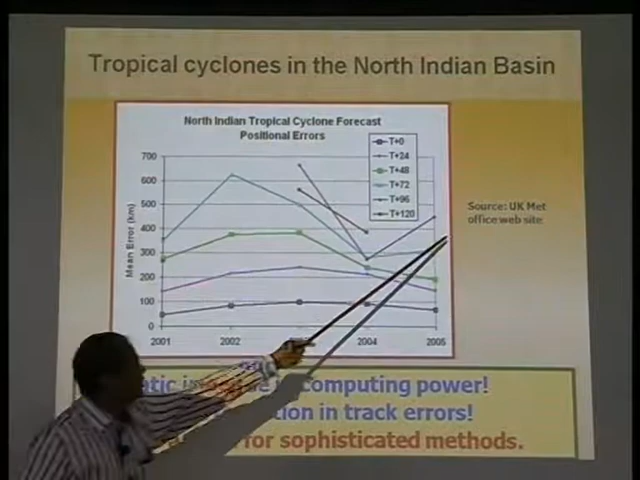 Tropical cyclones in the North Indian Basin
North Indian Tropical Cyclone Forecast
Positional Errors
Mean Error (km)
700
600
500
400
300
200
100
0
2001
2002
2004
2005
T+0
T+24
T+48
T+72
T+96
T+120
Source: UK Met
office web site
computing power!
in track errors!
for sophisticated methods.